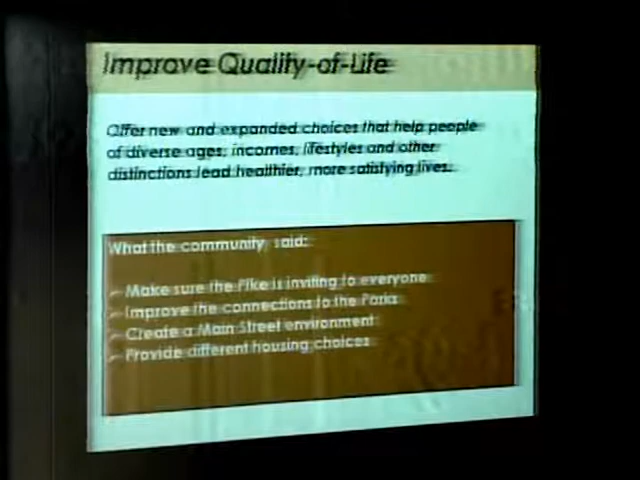 Improve Quality-of-Life
Offer new and expanded choices that help people
of diverse ages, incomes, lifestyles and other
distinctions lead healthier, more satisfying lives.
What the community said:
Make sure the Pike is inviting to everyone
Improve the connections to the Parks
Create a Main Street environment
Provide different housing choices